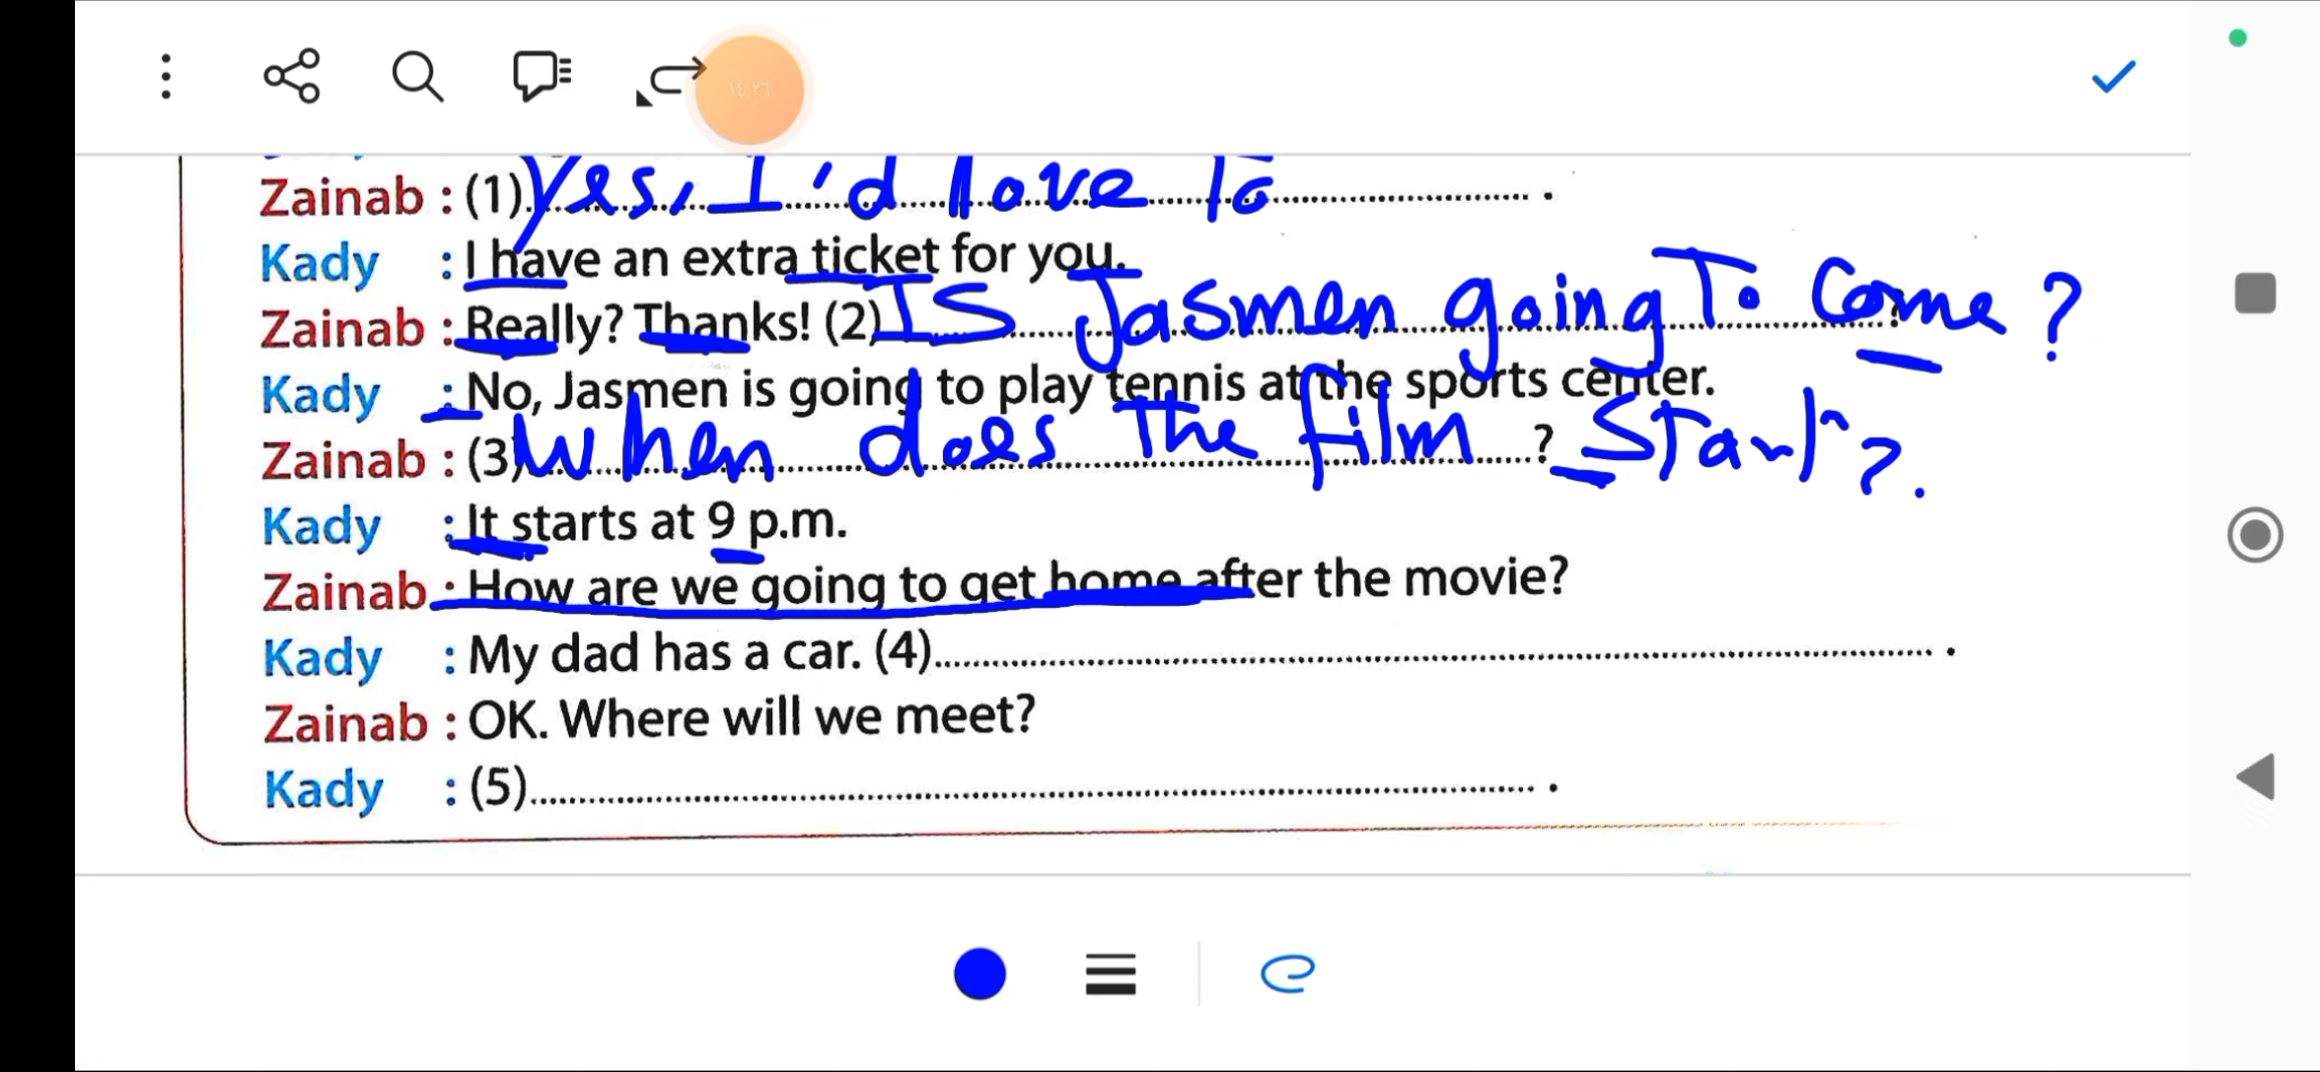 ١٤:٢٦
Zainab : (1) Yes, I'd love to .
Kady : I have an extra ticket for you.
Zainab : Really? Thanks! (2) Is Jasmen going To Come ?
Kady : No, Jasmen is going to play tennis at the sports center.
Zainab : (3) When does The film ? Start ?
Kady : It starts at 9 p.m.
Zainab : How are we going to get home after the movie?
Kady : My dad has a car. (4) .
Zainab : OK. Where will we meet?
Kady : (5) .